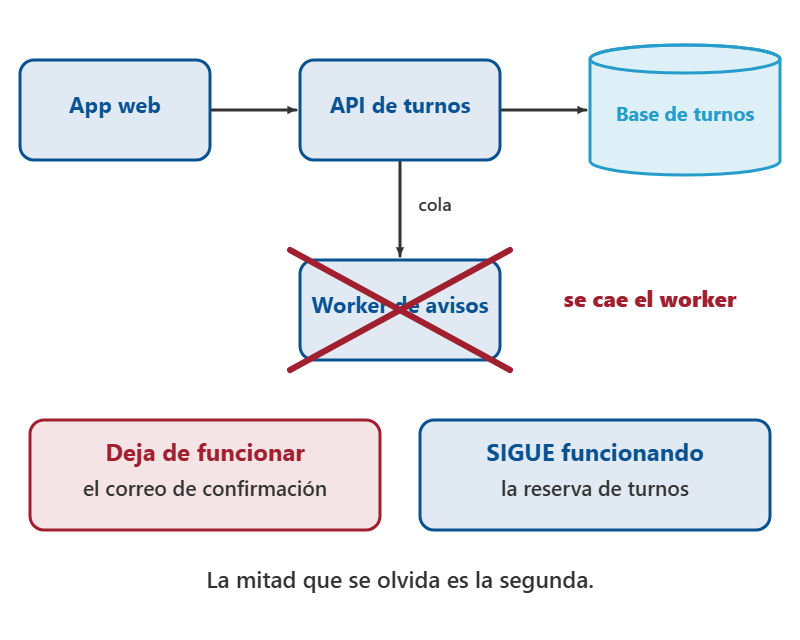 App web
API de turnos
Base de turnos
cola
Worker de avisos
se cae el worker
Deja de funcionar
el correo de confirmación
SIGUE funcionando
la reserva de turnos
La mitad que se olvida es la segunda.